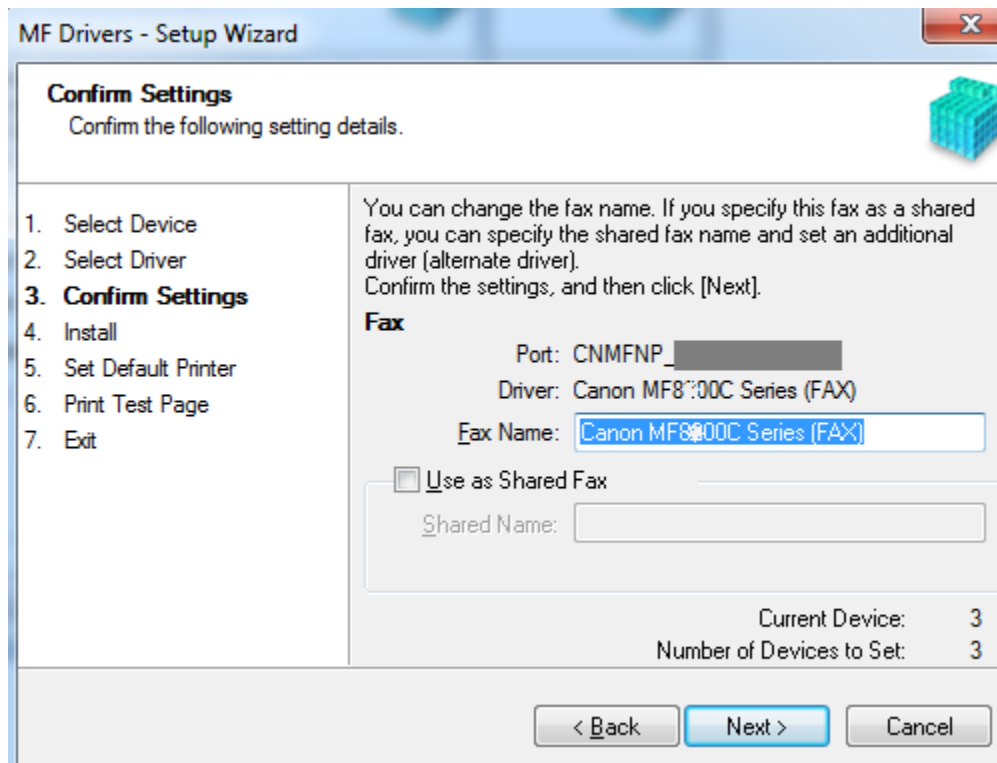 MF Drivers - Setup Wizard
Confirm Settings
Confirm the following setting details.
1. Select Device
2. Select Driver
3. Confirm Settings
4. Install
5. Set Default Printer
6. Print Test Page
7. Exit
You can change the fax name. If you specify this fax as a shared
fax, you can specify the shared fax name and set an additional
driver (alternate driver).
Confirm the settings, and then click [Next].
Fax
Port: CNMFNP_
Driver: Canon Series (FAX)
Fax Name: Canon Series (FAX)
Use as Shared Fax
Shared Name:
Current Device: 3
Number of Devices to Set: 3
< Back
Next >
Cancel